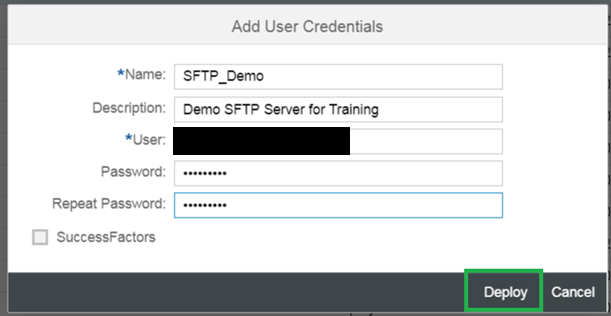 Add User Credentials
*Name: SFTP_Demo
Description: Demo SFTP Server for Training
*User:
Password: •••••••••
Repeat Password: •••••••••
SuccessFactors
Deploy Cancel